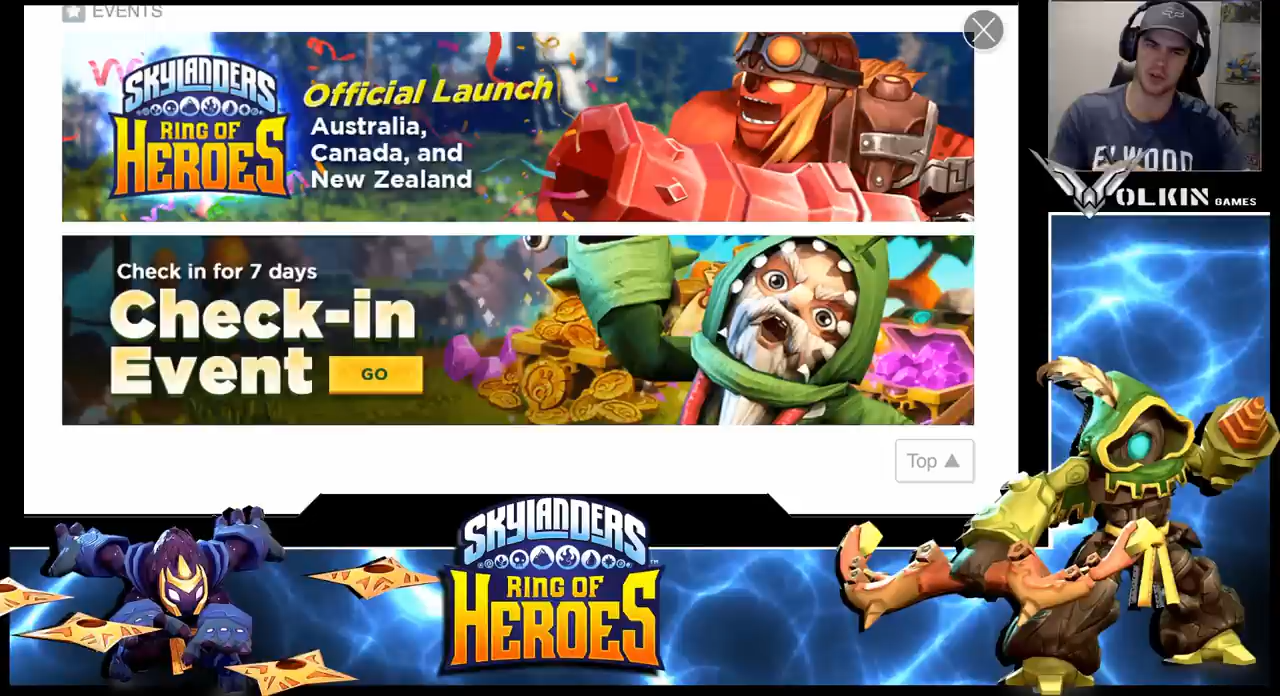 EVENTS
SKYLANDERS
RING OF
HEROES
Official Launch
Australia,
Canada, and
New Zealand
Check in for 7 days
Check-in
Event
GO
Top ▲
ELWOOD
WOLKIN GAMES
SKYLANDERS
RING OF
HEROES